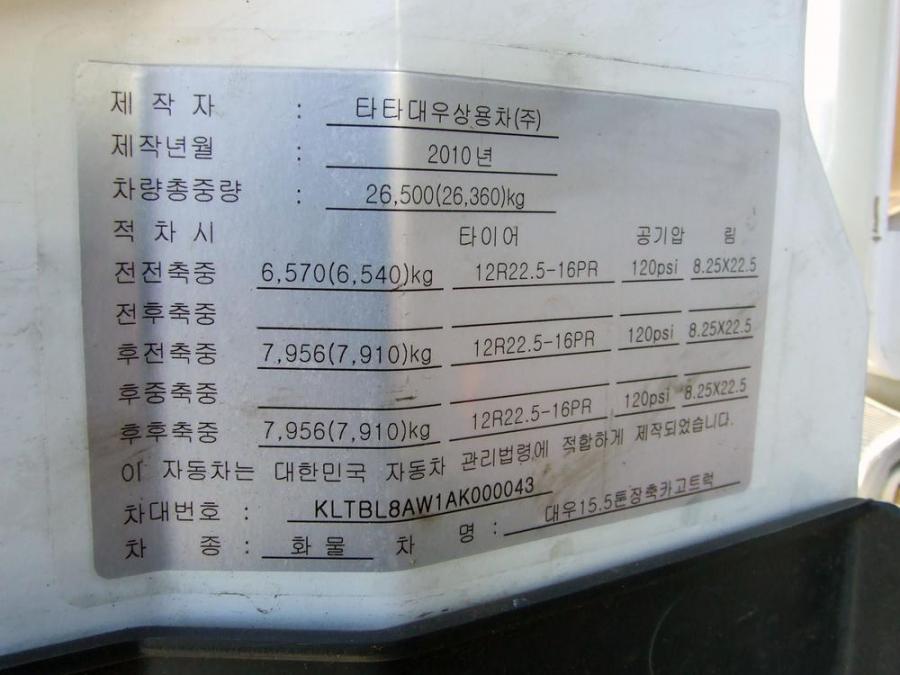 제 작 자 : 타타대우상용차(주)
제작년월 : 2010년
차량총중량 : 26,500(26,360)kg
적 차 시 타이어 공기압 림
전전축중 6,570(6,540)kg 12R22.5-16PR 120psi 8.25X22.5
전후축중
후전축중 7,956(7,910)kg 12R22.5-16PR 120psi 8.25X22.5
후중축중
후후축중 7,956(7,910)kg 12R22.5-16PR 120psi 8.25X22.5
이 자동차는 대한민국 자동차 관리법령에 적합하게 제작되었습니다.
차대번호 : KLTBL8AW1AK000043
차 종 : 화 물 차 명 : 대우15.5톤장축카고트럭